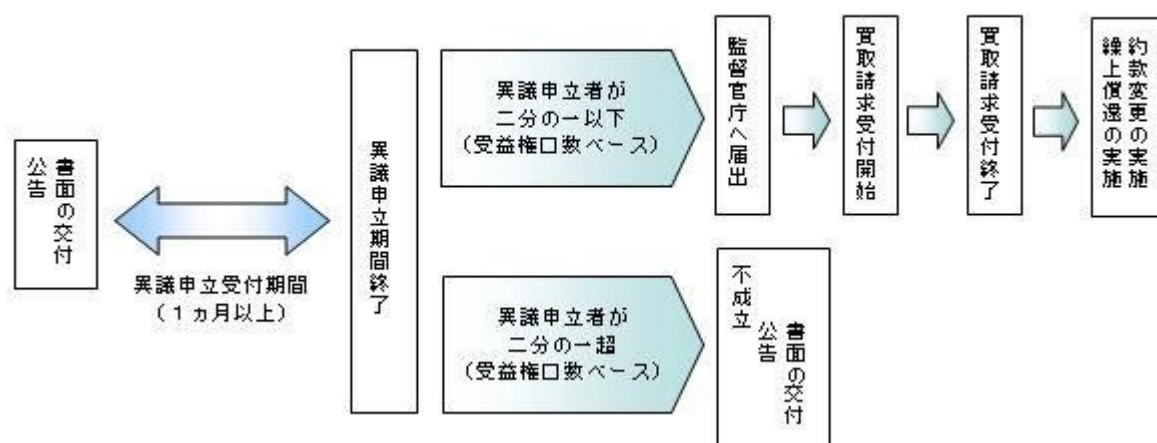 書面の交付
公告
異議申立受付期間
（１ヵ月以上）
異議申立期間終了
異議申立者が
二分の一以下
（受益権口数ベース）
監督官庁へ届出
買取請求受付開始
買取請求受付終了
約款変更の実施
繰上償還の実施
異議申立者が
二分の一超
（受益権口数ベース）
不成立
書面の交付
公告